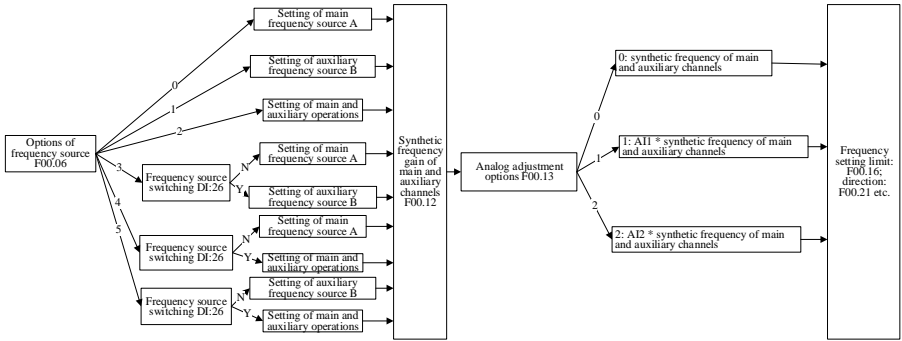 Setting of main
frequency source A
Setting of auxiliary
frequency source B
Setting of main and
auxiliary operations
0
1
2
Options of
frequency source
F00.06
3
4
5
Frequency source
switching DI:26
N
Y
Setting of main
frequency source A
Setting of auxiliary
frequency source B
Frequency source
switching DI:26
N
Y
Setting of main
frequency source A
Setting of main and
auxiliary operations
Frequency source
switching DI:26
N
Y
Setting of auxiliary
frequency source B
Setting of main and
auxiliary operations
Synthetic
frequency
gain of
main and
auxiliary
channels
F00.12
Analog adjustment
options F00.13
0
1
2
0: synthetic frequency of main
and auxiliary channels
1: AI1 * synthetic frequency of main
and auxiliary channels
2: AI2 * synthetic frequency of main
and auxiliary channels
Frequency
setting limit:
F00.16;
direction:
F00.21 etc.